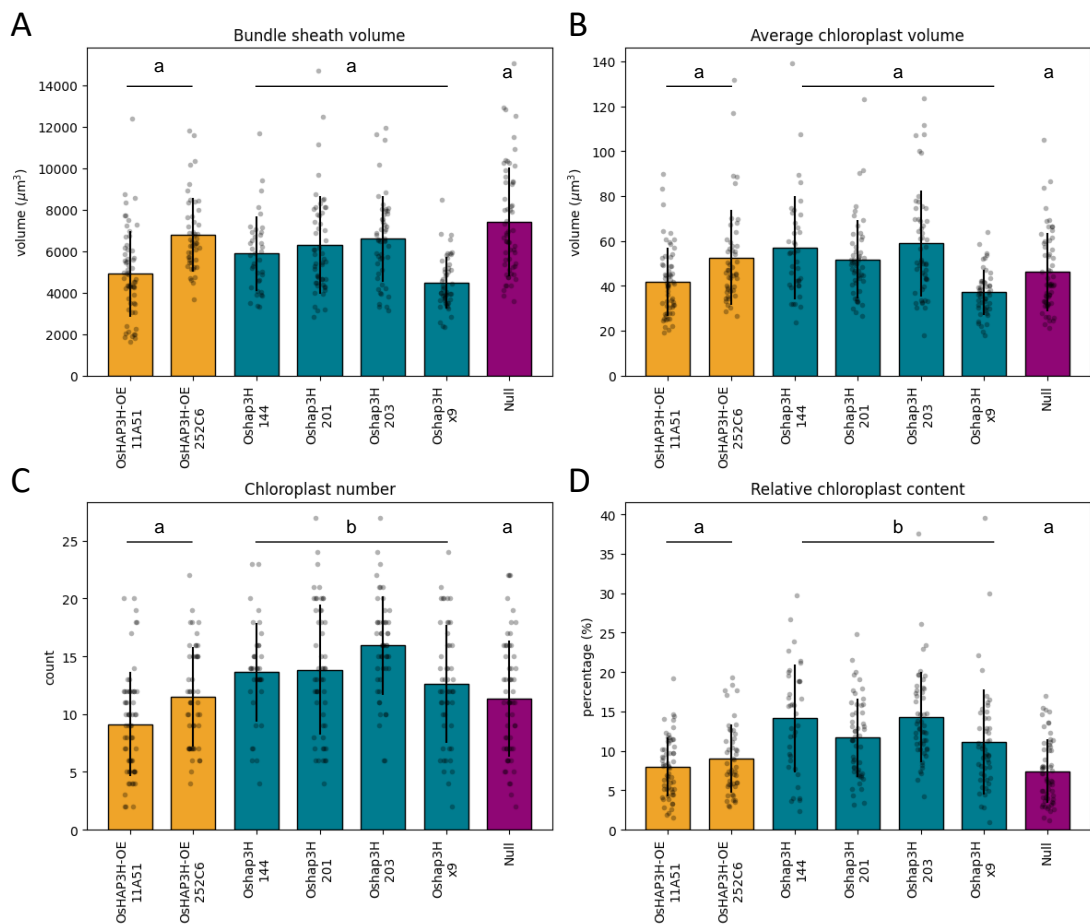 A
Bundle sheath volume
a
a
a
volume (μm³)
14000
12000
10000
8000
6000
4000
2000
0
OsHAP3H-OE
11A51
OsHAP3H-OE
252C6
Oshap3H
144
Oshap3H
201
Oshap3H
203
Oshap3H
x9
Null
B
Average chloroplast volume
a
a
a
volume (μm³)
140
120
100
80
60
40
20
0
OsHAP3H-OE
11A51
OsHAP3H-OE
252C6
Oshap3H
144
Oshap3H
201
Oshap3H
203
Oshap3H
x9
Null
C
Chloroplast number
a
b
a
count
25
20
15
10
5
0
OsHAP3H-OE
11A51
OsHAP3H-OE
252C6
Oshap3H
144
Oshap3H
201
Oshap3H
203
Oshap3H
x9
Null
D
Relative chloroplast content
a
b
a
percentage (%)
40
35
30
25
20
15
10
5
0
OsHAP3H-OE
11A51
OsHAP3H-OE
252C6
Oshap3H
144
Oshap3H
201
Oshap3H
203
Oshap3H
x9
Null